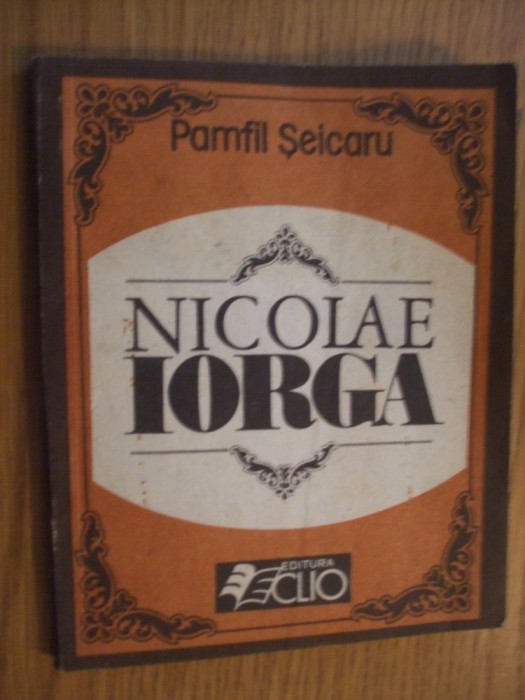 Pamfil Şeicaru
NICOLAE
IORGA
EDITURA
CLIO